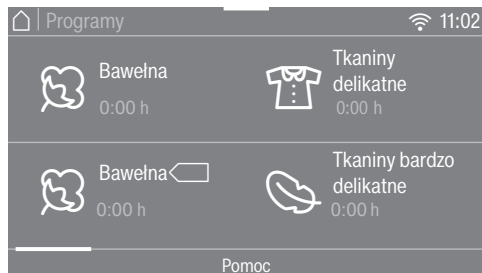 Programy
11:02
Bawełna
0:00 h
Tkaniny
delikatne
0:00 h
Bawełna
0:00 h
Tkaniny bardzo
delikatne
0:00 h
Pomoc